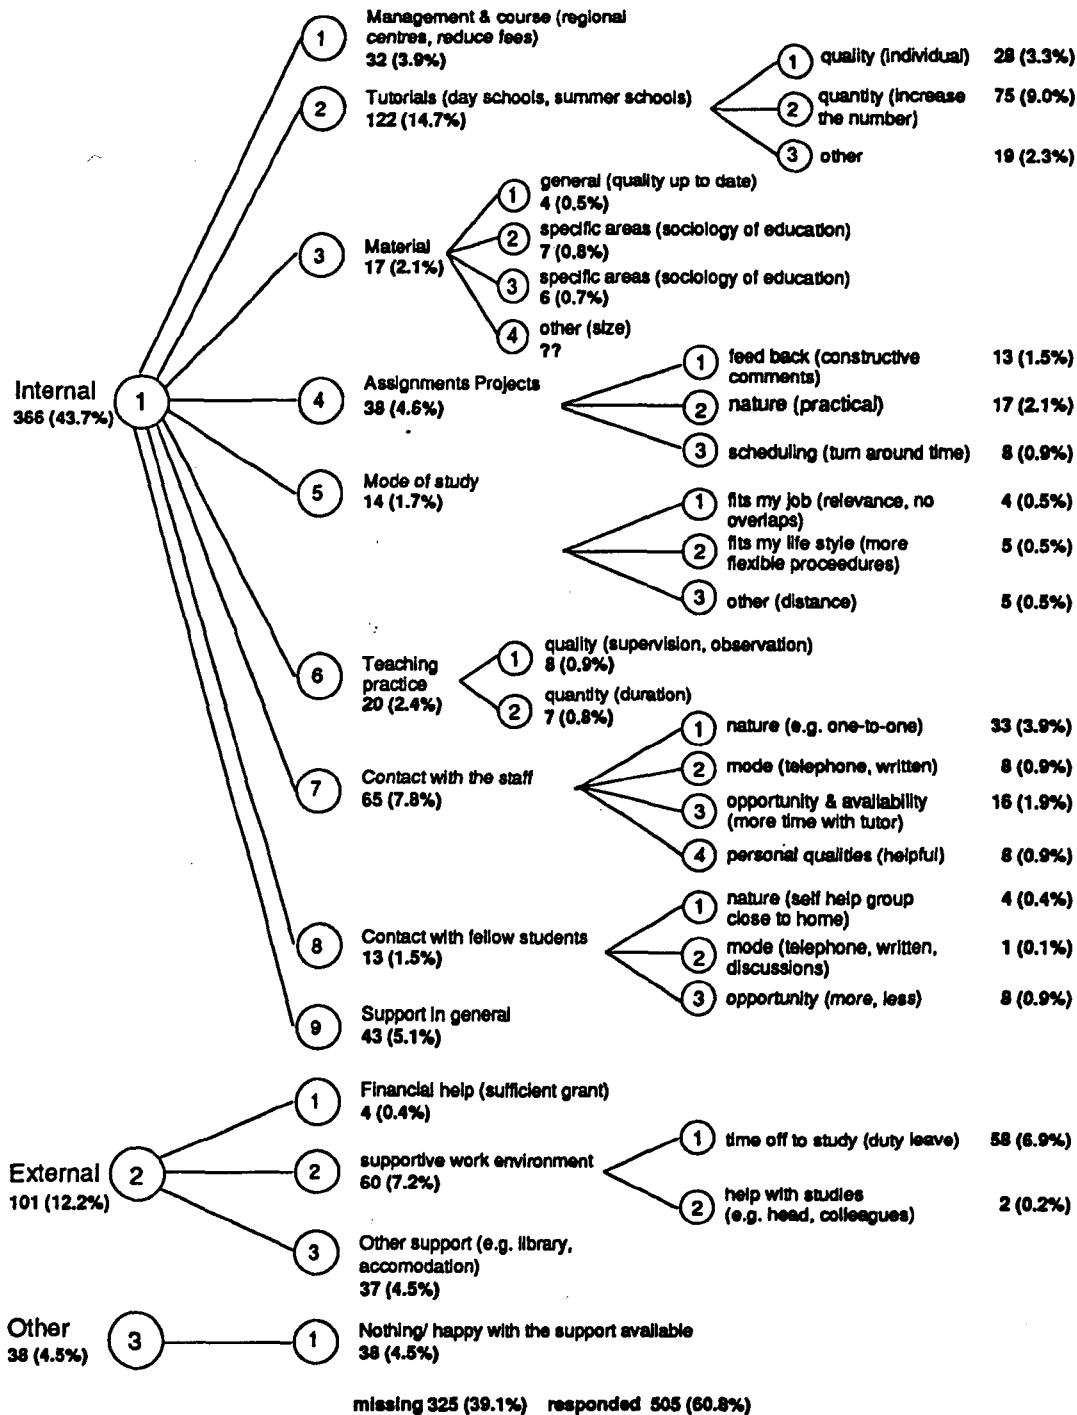 1
Management & course (regional
centres, reduce fees)
32 (3.9%)
2
Tutorials (day schools, summer schools)
122 (14.7%)
1
quality (individual) 28 (3.3%)
2
quantity (increase 75 (9.0%)
the number)
3
other 19 (2.3%)
3
Material
17 (2.1%)
1
general (quality up to date)
4 (0.5%)
2
specific areas (sociology of education)
7 (0.8%)
3
specific areas (sociology of education)
6 (0.7%)
4
other (size)
??
Internal
366 (43.7%)
1
4
Assignments Projects
38 (4.6%)
1
feed back (constructive 13 (1.5%)
comments)
2
nature (practical) 17 (2.1%)
3
scheduling (turn around time) 8 (0.9%)
5
Mode of study
14 (1.7%)
1
fits my job (relevance, no 4 (0.5%)
overlaps)
2
fits my life style (more 5 (0.5%)
flexible proceedures)
3
other (distance) 5 (0.5%)
6
Teaching
practice
20 (2.4%)
1
quality (supervision, observation)
8 (0.9%)
2
quantity (duration)
7 (0.8%)
7
Contact with the staff
65 (7.8%)
1
nature (e.g. one-to-one) 33 (3.9%)
2
mode (telephone, written) 8 (0.9%)
3
opportunity & availability 16 (1.9%)
(more time with tutor)
4
personal qualities (helpful) 8 (0.9%)
8
Contact with fellow students
13 (1.5%)
1
nature (self help group 4 (0.4%)
close to home)
2
mode (telephone, written, 1 (0.1%)
discussions)
3
opportunity (more, less) 8 (0.9%)
9
Support in general
43 (5.1%)
External
101 (12.2%)
2
1
Financial help (sufficient grant)
4 (0.4%)
2
supportive work environment
60 (7.2%)
1
time off to study (duty leave) 58 (6.9%)
2
help with studies 2 (0.2%)
(e.g. head, colleagues)
3
Other support (e.g. library,
accomodation)
37 (4.5%)
Other
38 (4.5%)
3
1
Nothing/ happy with the support available
38 (4.5%)
missing 325 (39.1%) responded 505 (60.8%)